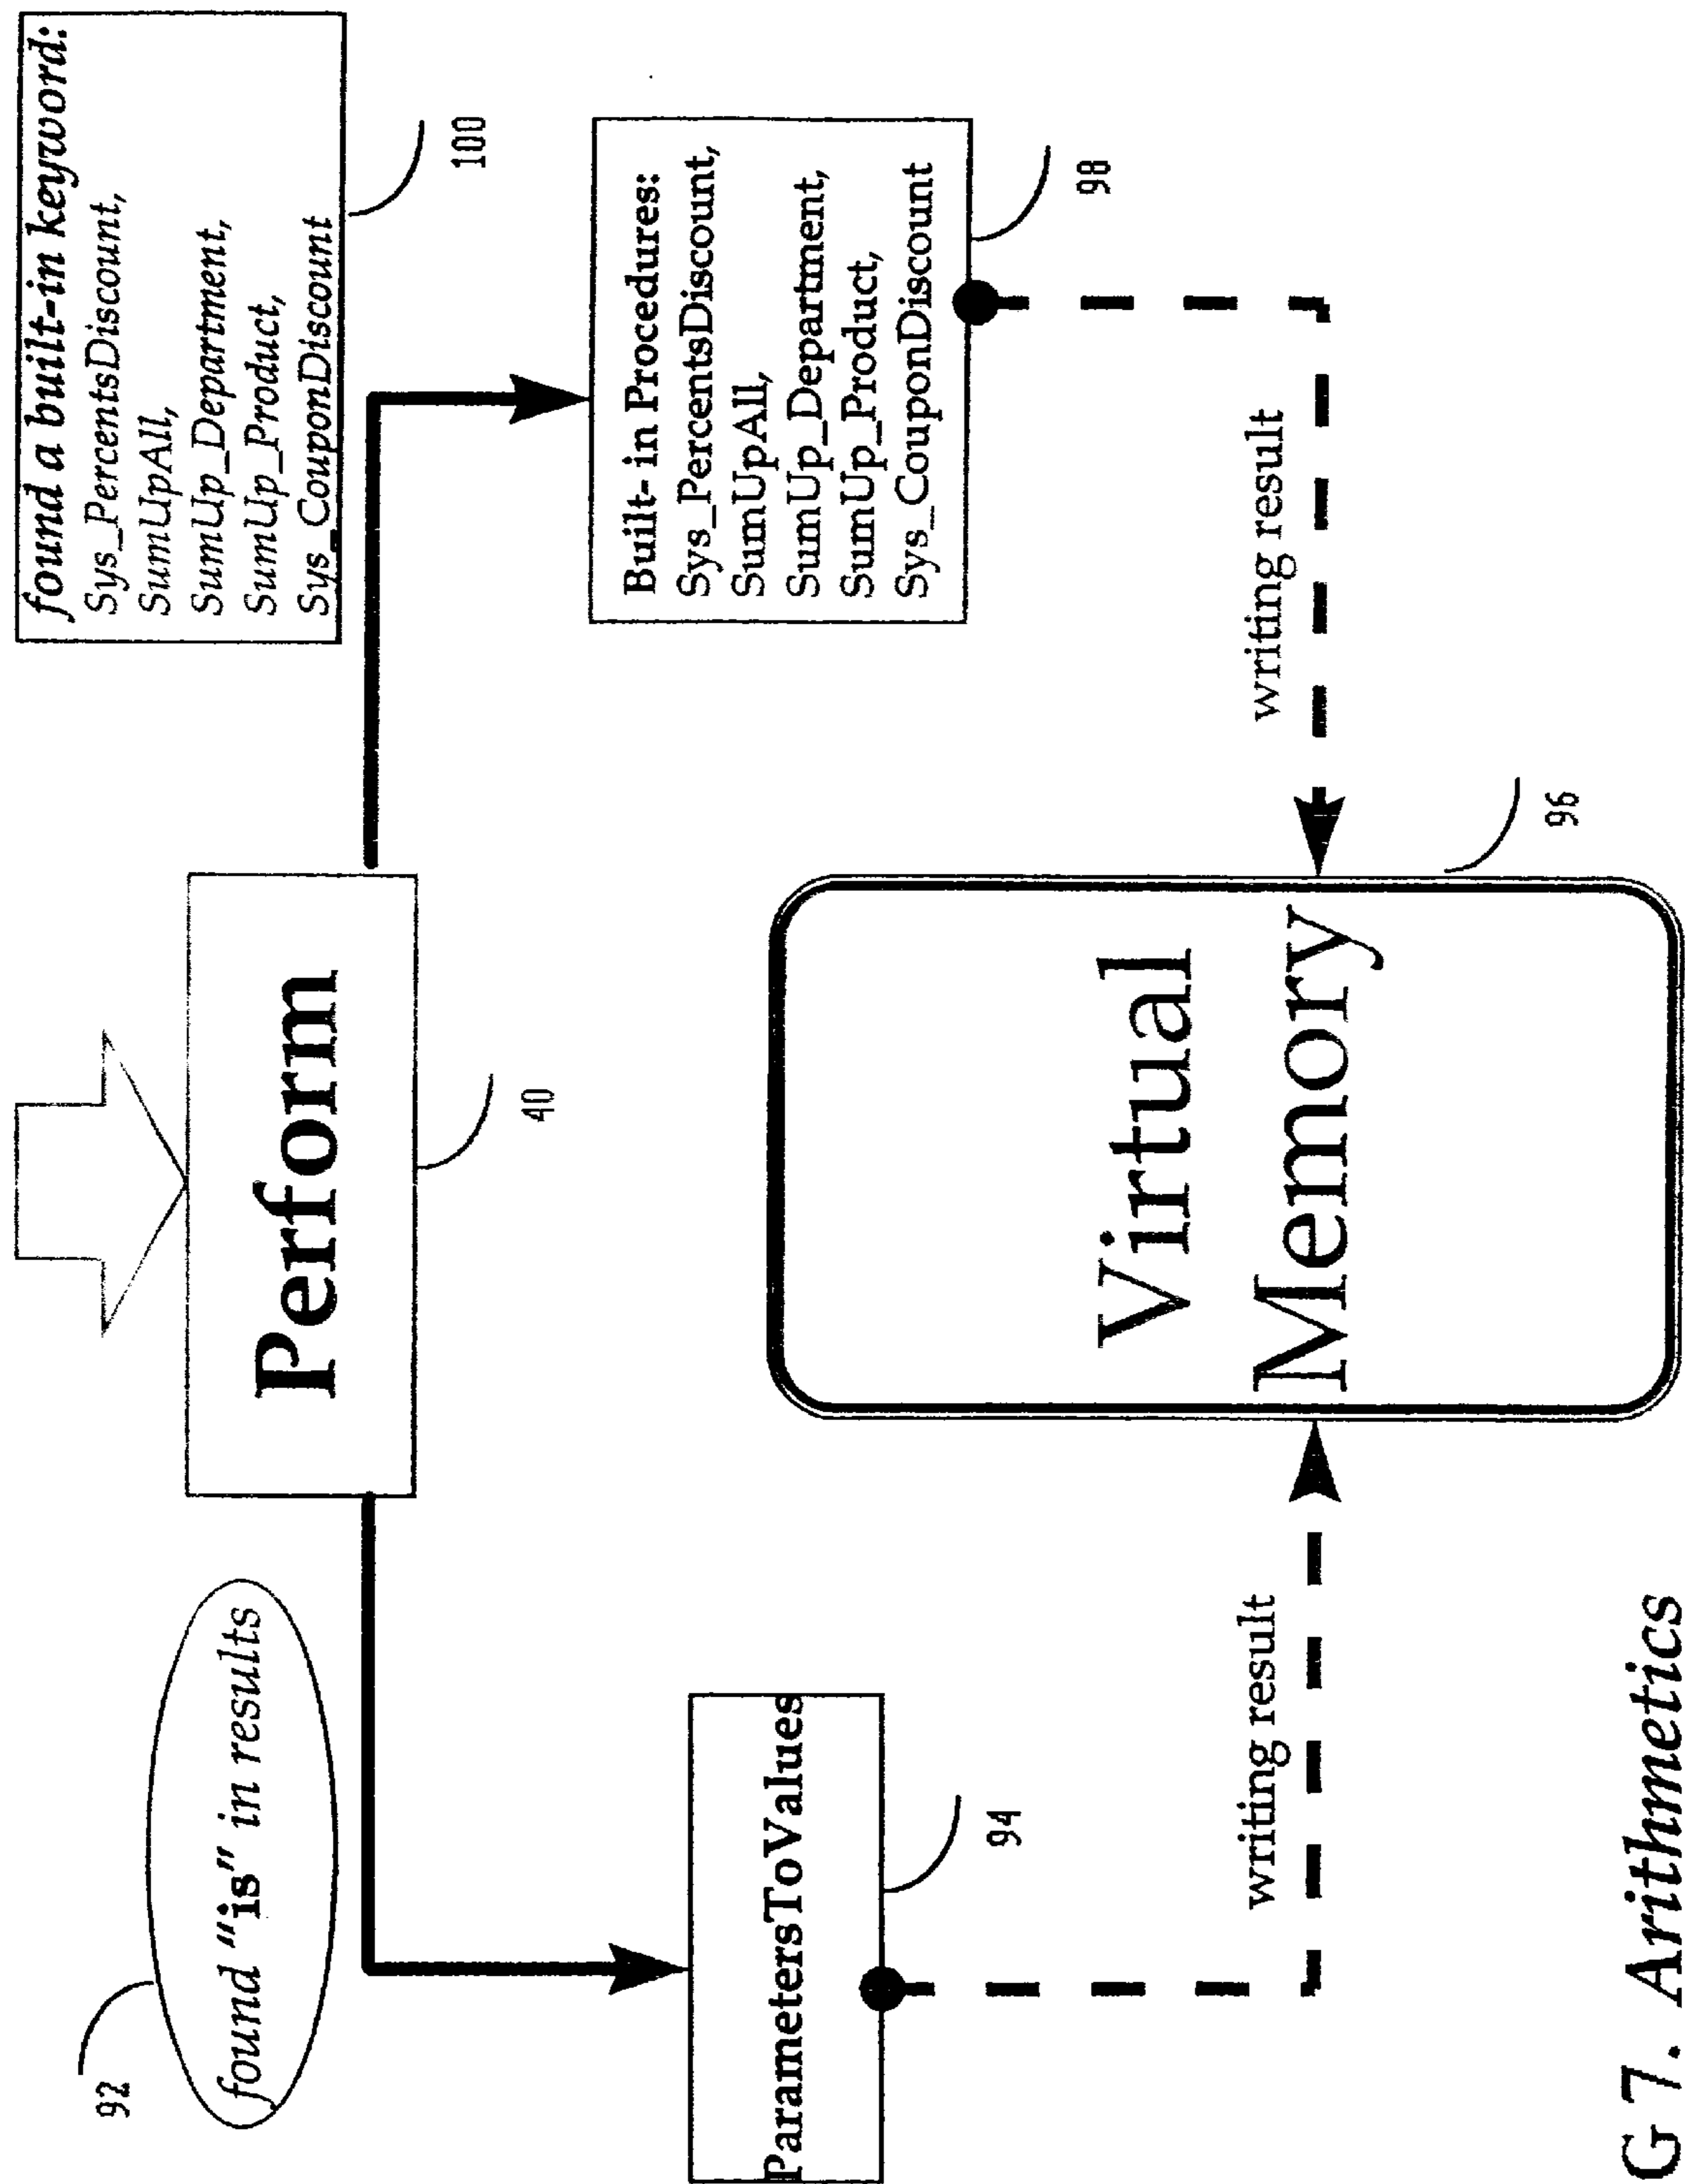 found "is" in results
92
Perform
40
found a built-in keyword:
Sys_PercentsDiscount,
SumUpAll,
SumUp_Department,
SumUp_Product,
Sys_CouponDiscount
100
ParametersToValues
94
Built- in Procedures:
Sys_PercentsDiscount,
SumUpAll,
SumUp_Department,
SumUp_Product,
Sys_CouponDiscount
98
Virtual
Memory
96
writing result
writing result
G 7. Arithmetics